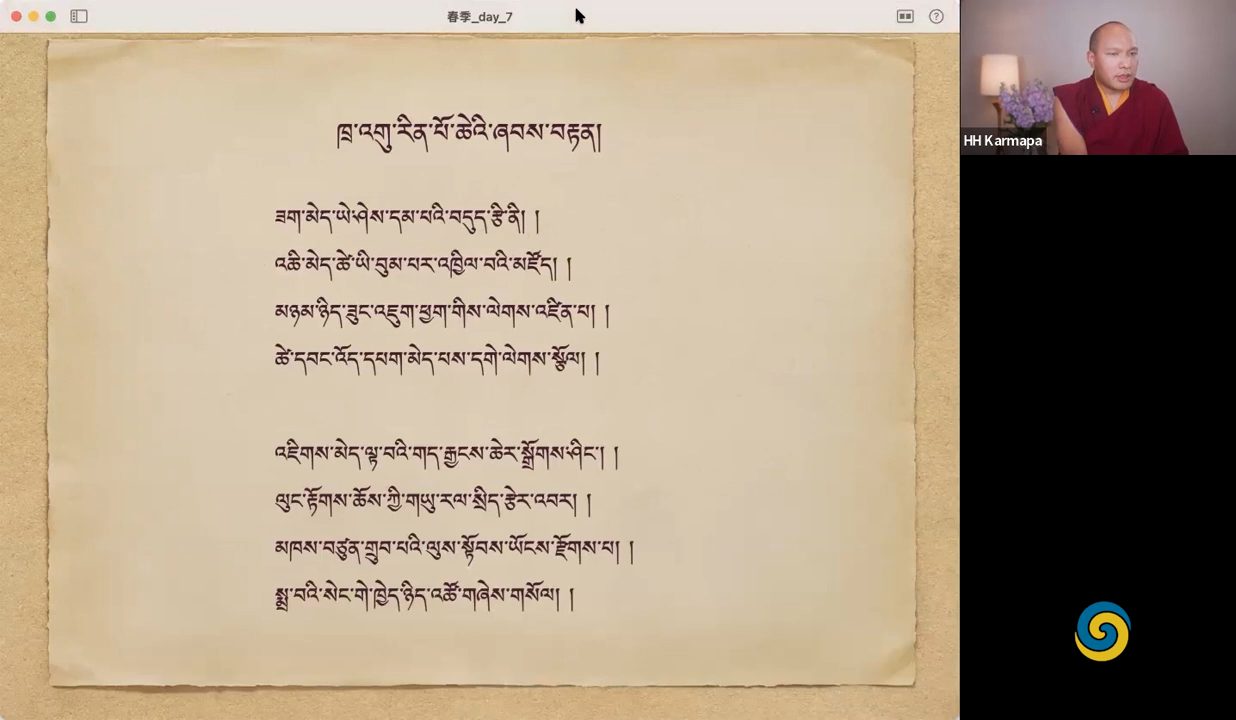 春季_day_7
ཁྲ་འགུ་རིན་པོ་ཆེའི་ཞབས་བརྟན།
ཟག་མེད་ཡེ་ཤེས་དམ་པའི་བདུད་རྩི་ནི། །
འཆི་མེད་ཚེ་ཡི་བུམ་པར་འཁྱིལ་བའི་མཛོད། །
མཉམ་ཉིད་ཟུང་འཇུག་ཕྱག་གིས་ལེགས་འཛིན་པ། །
ཚེ་དབང་འོད་དཔག་མེད་པས་དགེ་ལེགས་སྩོལ། །
འཇིགས་མེད་ལྟ་བའི་གད་རྒྱངས་ཆེར་སྒྲོགས་ཤིང་། །
ལུང་རྟོགས་ཆོས་ཀྱི་གཡུ་རལ་སྲིད་རྩེར་འབར། །
མཁས་བཙུན་གྲུབ་པའི་ལུས་སྟོབས་ཡོངས་རྫོགས་པ། །
སྨྲ་བའི་སེང་གེ་ཁྱེད་ཉིད་འཚོ་གཞེས་གསོལ། །
HH Karmapa